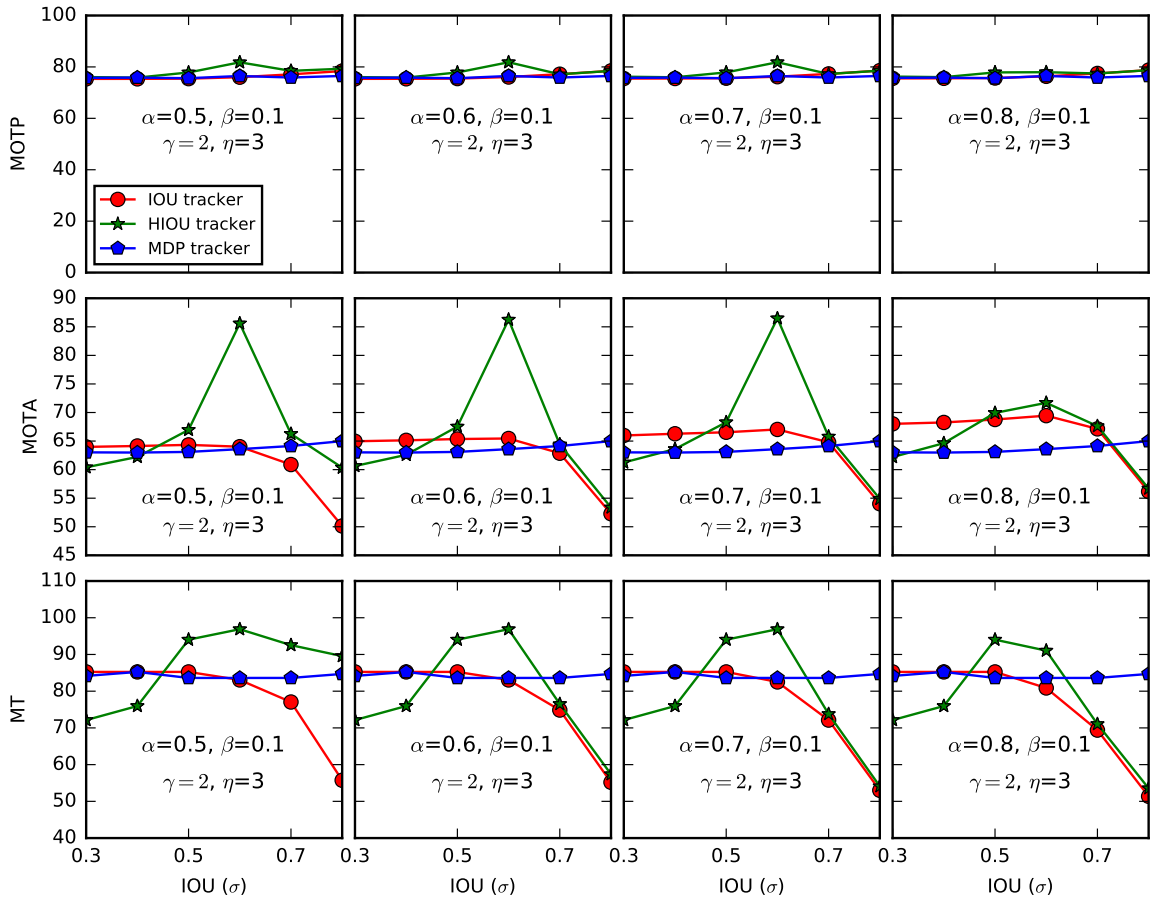 MOTP
100
80
60
40
20
0
α=0.5, β=0.1
γ = 2, η=3
IOU tracker
HIOU tracker
MDP tracker
α=0.6, β=0.1
γ = 2, η=3
α=0.7, β=0.1
γ = 2, η=3
α=0.8, β=0.1
γ = 2, η=3
MOTA
90
85
80
75
70
65
60
55
50
45
α=0.5, β=0.1
γ = 2, η=3
α=0.6, β=0.1
γ = 2, η=3
α=0.7, β=0.1
γ = 2, η=3
α=0.8, β=0.1
γ = 2, η=3
MT
110
100
90
80
70
60
50
40
α=0.5, β=0.1
γ = 2, η=3
α=0.6, β=0.1
γ = 2, η=3
α=0.7, β=0.1
γ = 2, η=3
α=0.8, β=0.1
γ = 2, η=3
0.3 0.5 0.7
0.3 0.5 0.7
0.3 0.5 0.7
0.3 0.5 0.7
IOU (σ)
IOU (σ)
IOU (σ)
IOU (σ)